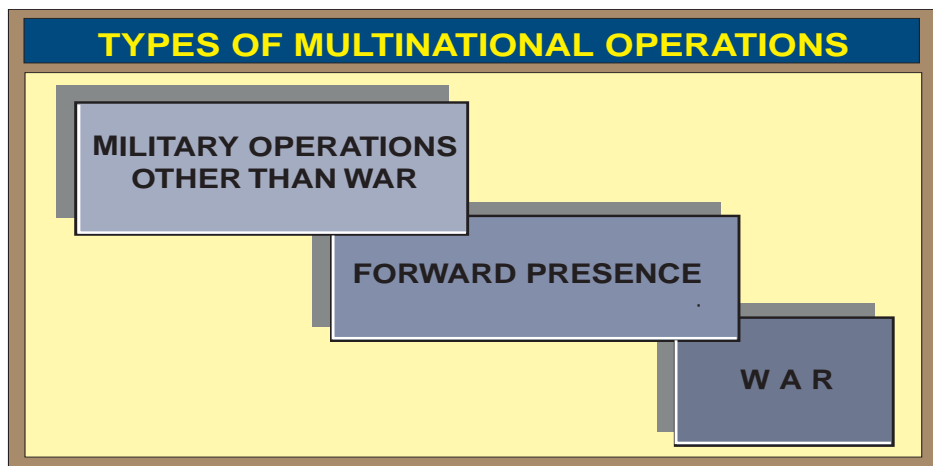 TYPES OF MULTINATIONAL OPERATIONS
MILITARY OPERATIONS
OTHER THAN WAR
FORWARD PRESENCE
.
W A R